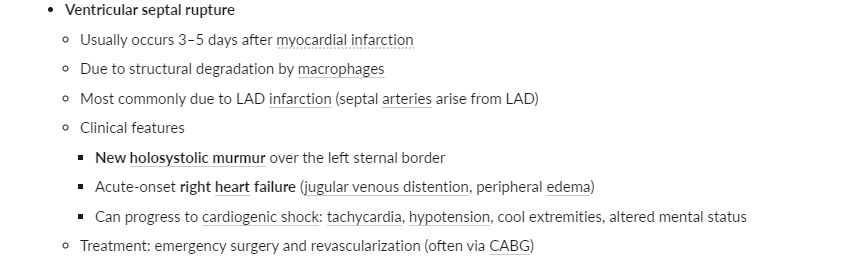 Ventricular septal rupture
Usually occurs 3–5 days after myocardial infarction
Due to structural degradation by macrophages
Most commonly due to LAD infarction (septal arteries arise from LAD)
Clinical features
New holosystolic murmur over the left sternal border
Acute-onset right heart failure (jugular venous distention, peripheral edema)
Can progress to cardiogenic shock: tachycardia, hypotension, cool extremities, altered mental status
Treatment: emergency surgery and revascularization (often via CABG)